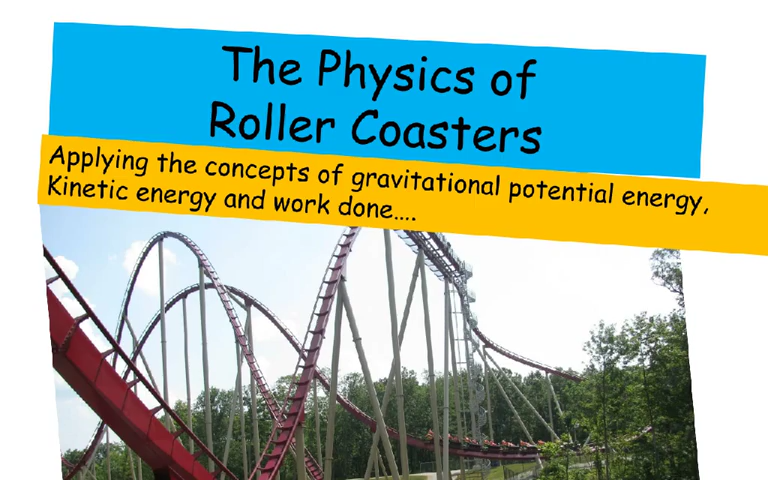 The Physics of
Roller Coasters
Applying the concepts of gravitational potential energy,
Kinetic energy and work done....